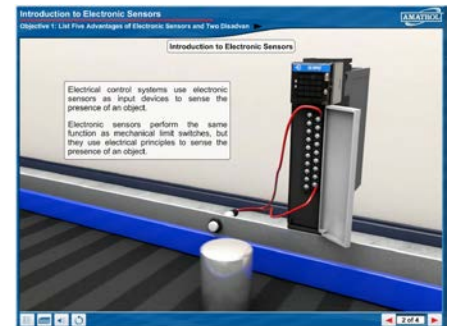 Introduction to Electronic Sensors
AMATROL
Objective 1: List Five Advantages of Electronic Sensors and Two Disadvan
Introduction to Electronic Sensors
Electrical control systems use electronic
sensors as input devices to sense the
presence of an object.
Electronic sensors perform the same
function as mechanical limit switches, but
they use electrical principles to sense the
presence of an object.
2 of 4